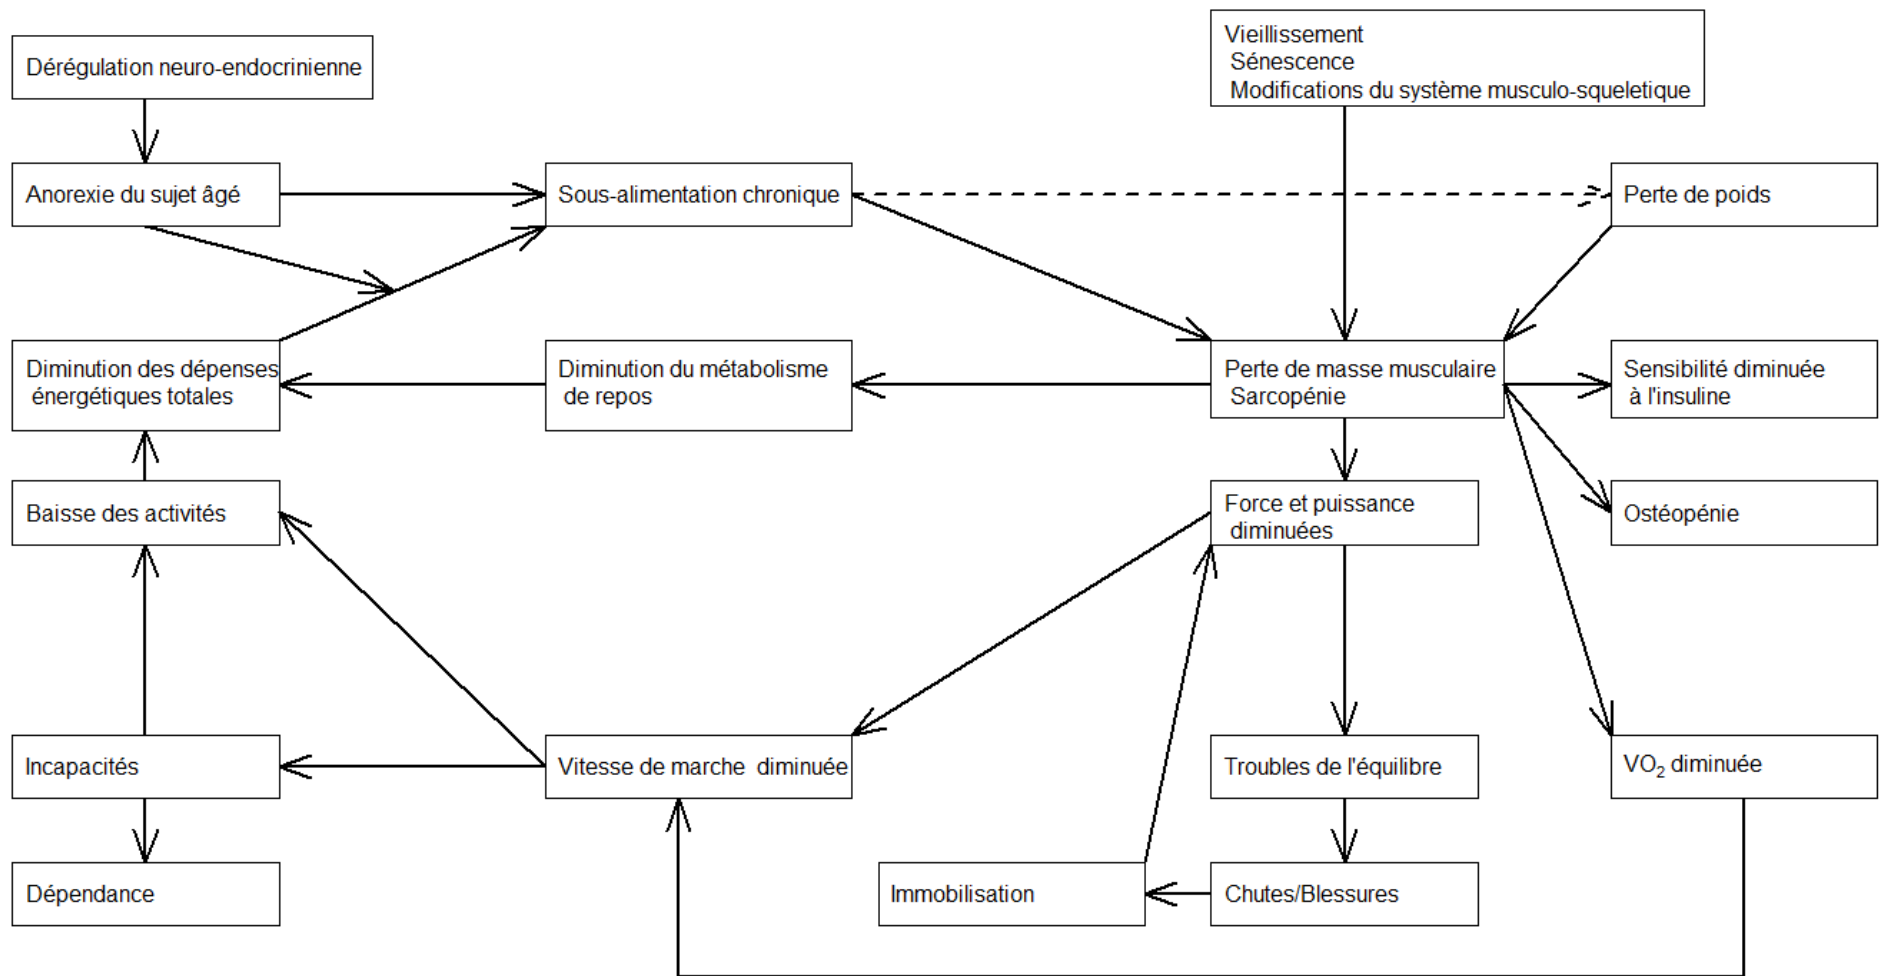 Dérégulation neuro-endocrinienne
Vieillissement
Sénescence
Modifications du système musculo-squeletique
Anorexie du sujet âgé
Sous-alimentation chronique
Perte de poids
Diminution des dépenses
énergétiques totales
Diminution du métabolisme
de repos
Perte de masse musculaire
Sarcopénie
Sensibilité diminuée
à l'insuline
Baisse des activités
Force et puissance
diminuées
Ostéopénie
Incapacités
Vitesse de marche diminuée
Troubles de l'équilibre
VO₂ diminuée
Dépendance
Immobilisation
Chutes/Blessures